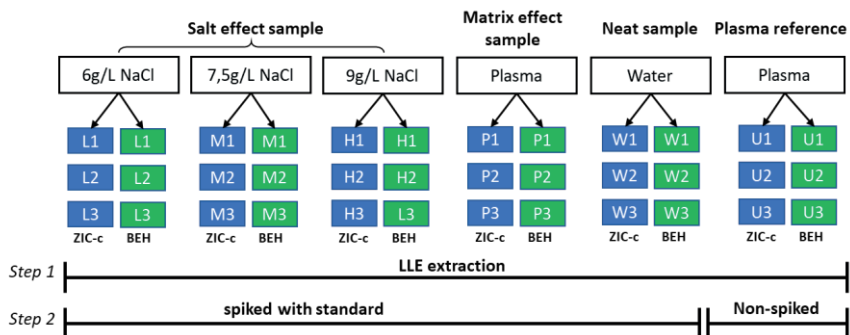 Salt effect sample
Matrix effect
sample
Neat sample
Plasma reference
6g/L NaCl
7,5g/L NaCl
9g/L NaCl
Plasma
Water
Plasma
L1 L1 M1 M1 H1 H1 P1 P1 W1 W1 U1 U1
L2 L2 M2 M2 H2 H2 P2 P2 W2 W2 U2 U2
L3 L3 M3 M3 H3 L3 P3 P3 W3 W3 U3 U3
ZIC-c BEH ZIC-c BEH ZIC-c BEH ZIC-c BEH ZIC-c BEH ZIC-c BEH
Step 1 LLE extraction
Step 2 spiked with standard Non-spiked